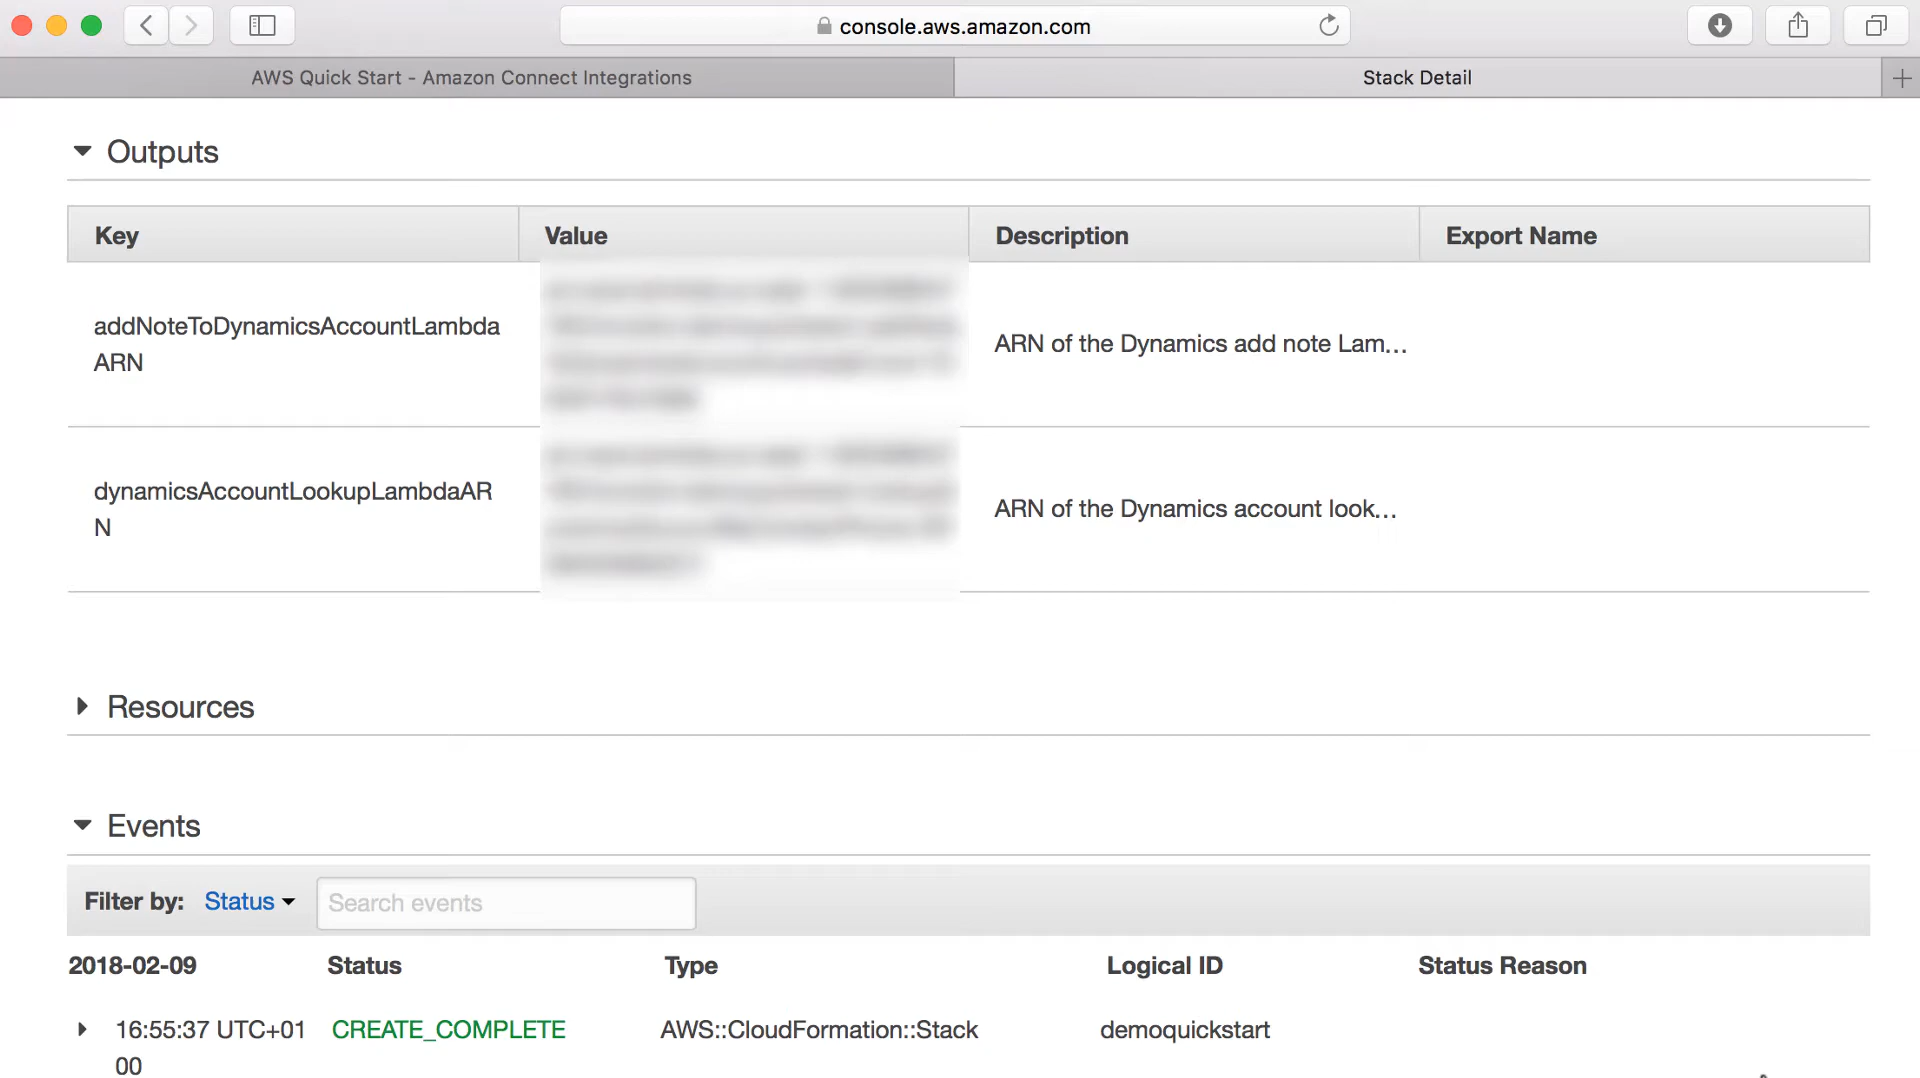 console.aws.amazon.com
AWS Quick Start - Amazon Connect Integrations
Stack Detail
Outputs
Key
Value
Description
Export Name
addNoteToDynamicsAccountLambda
ARN
ARN of the Dynamics add note Lam...
dynamicsAccountLookupLambdaAR
N
ARN of the Dynamics account look...
Resources
Events
Filter by:
Status
Search events
2018-02-09
Status
Type
Logical ID
Status Reason
16:55:37 UTC+01
00
CREATE_COMPLETE
AWS::CloudFormation::Stack
demoquickstart